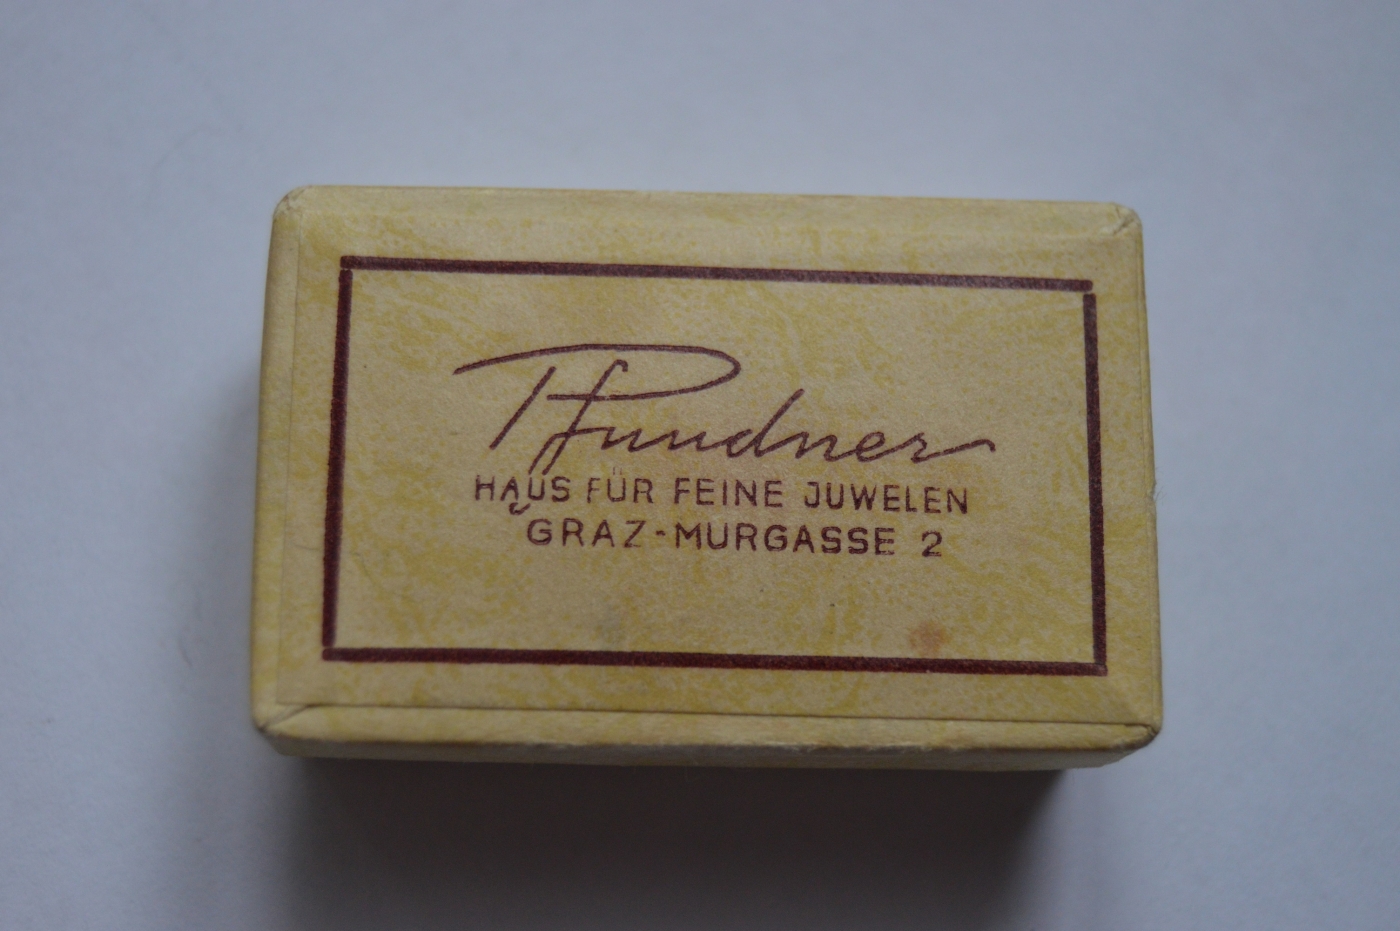 Pfundner
HAUS FÜR FEINE JUWELEN
GRAZ-MURGASSE 2